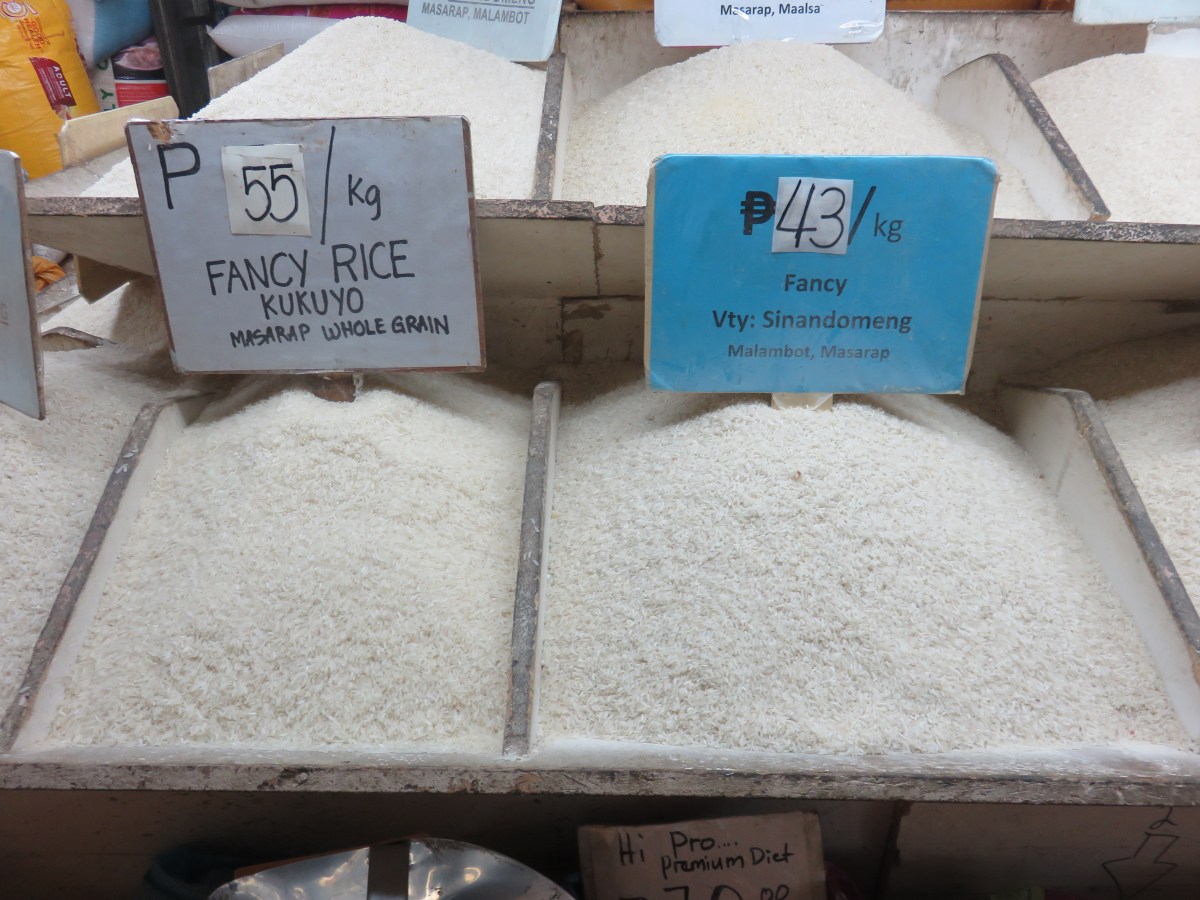 MASARAP, MALAMBOT
Masarap, Maalsa
ADULT
P 55/Kg
FANCY RICE
KUKUYO
MASARAP WHOLE GRAIN
₱43/kg
Fancy
Vty: Sinandomeng
Malambot, Masarap
Hi Pro....
Premium Diet